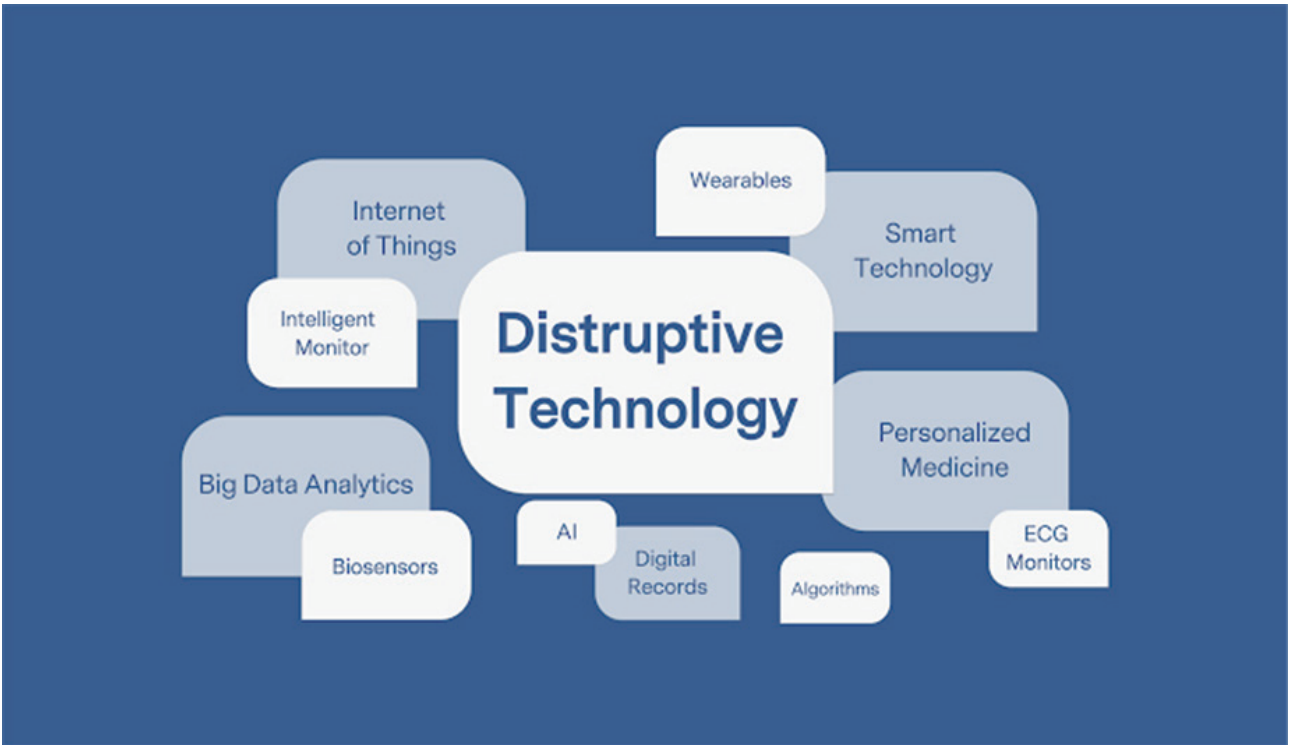 Wearables
Internet
of Things
Smart
Technology
Intelligent
Monitor
Distruptive
Technology
Personalized
Medicine
Big Data Analytics
Biosensors
AI
Digital
Records
Algorithms
ECG
Monitors